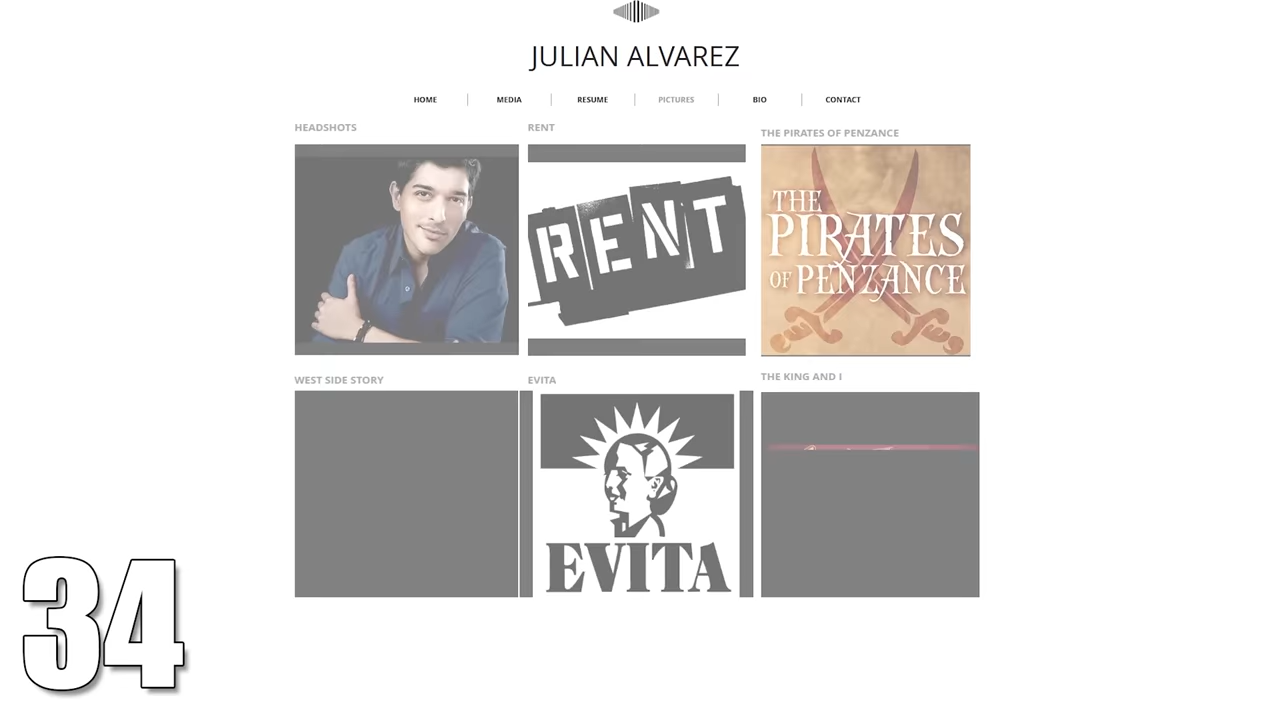 JULIAN ALVAREZ
HOME
MEDIA
RESUME
PICTURES
BIO
CONTACT
HEADSHOTS
RENT
THE PIRATES OF PENZANCE
RENT
THE
PIRATES
OF PENZANCE
WEST SIDE STORY
EVITA
THE KING AND I
EVITA
34